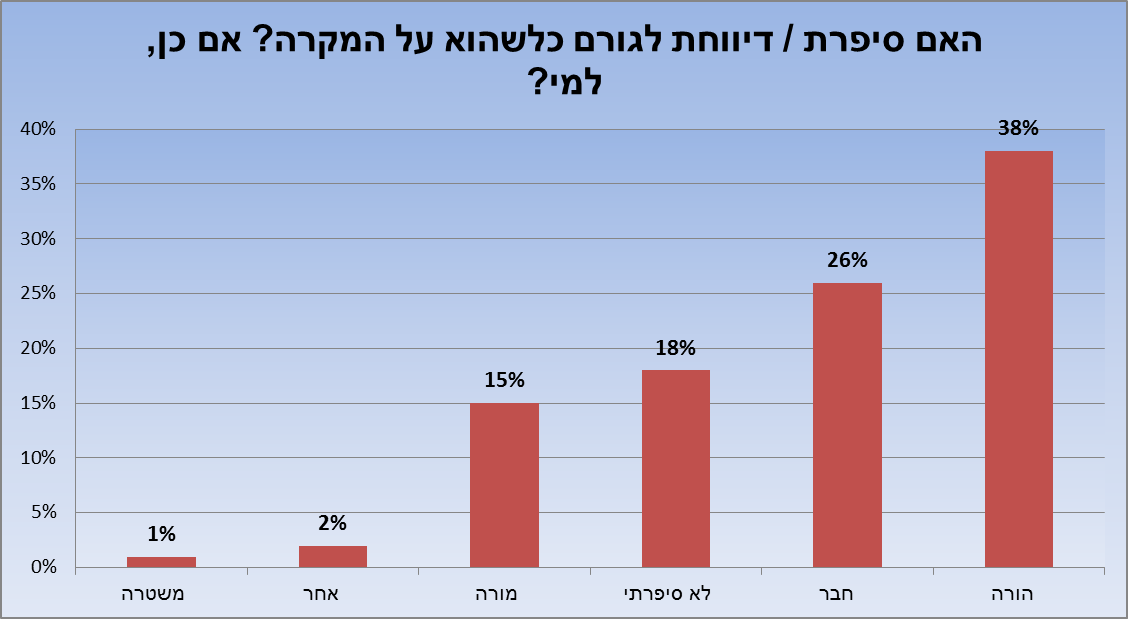 האם סיפרת / דיווחת לגורם כלשהוא על המקרה? אם כן,
למי?
40%
35%
30%
25%
20%
15%
10%
5%
0%
38%
26%
18%
15%
2%
1%
הורה
חבר
לא סיפרתי
מורה
אחר
משטרה